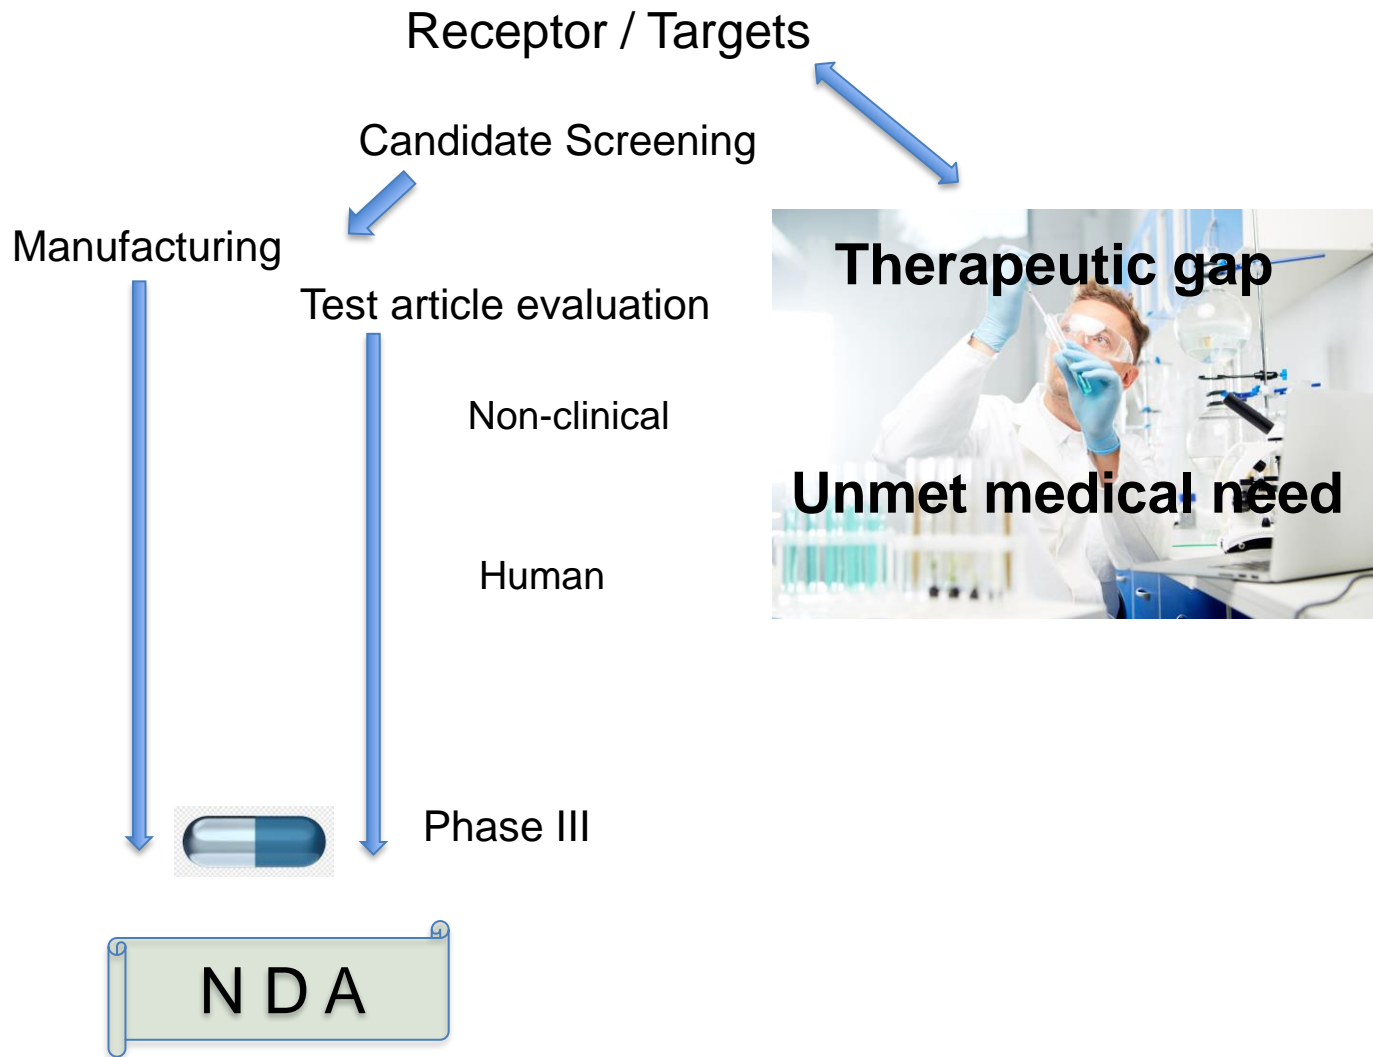 Receptor / Targets
Candidate Screening
Manufacturing
Therapeutic gap
Test article evaluation
Non-clinical
Unmet medical need
Human
Phase III
N D A